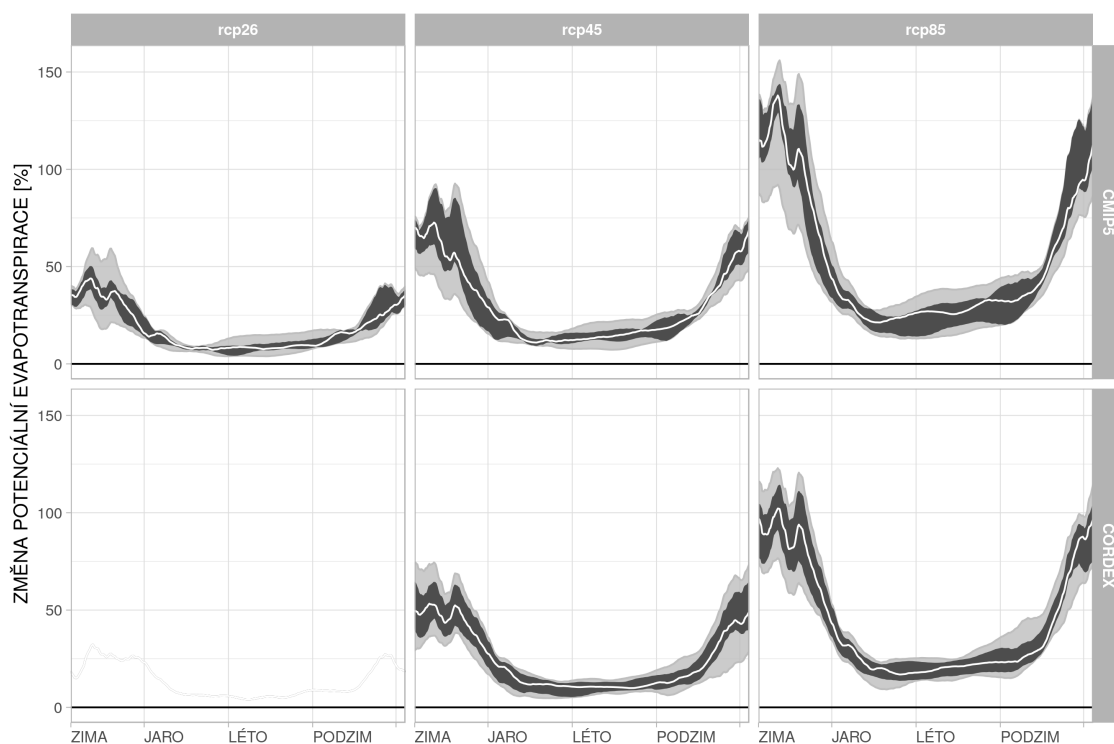 rcp26 rcp45 rcp85
150
100
50
0
CMIP5
ZMĚNA POTENCIÁLNÍ EVAPOTRANSPIRACE [%]
150
100
50
0
CORDEX
ZIMA JARO LÉTO PODZIM ZIMA JARO LÉTO PODZIM ZIMA JARO LÉTO PODZIM